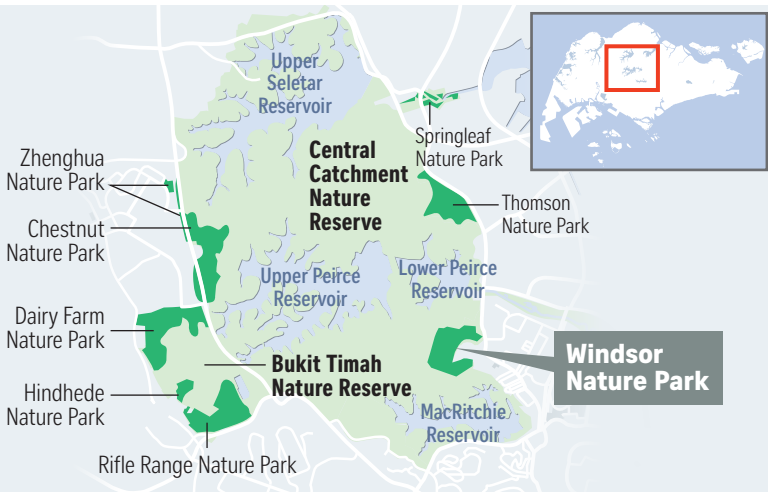 Upper
Seletar
Reservoir
Springleaf
Nature Park
Central
Catchment
Nature
Reserve
Zhenghua
Nature Park
Thomson
Nature Park
Chestnut
Nature Park
Upper Peirce
Reservoir
Lower Peirce
Reservoir
Dairy Farm
Nature Park
Windsor
Nature Park
Bukit Timah
Nature Reserve
Hindhede
Nature Park
MacRitchie
Reservoir
Rifle Range Nature Park